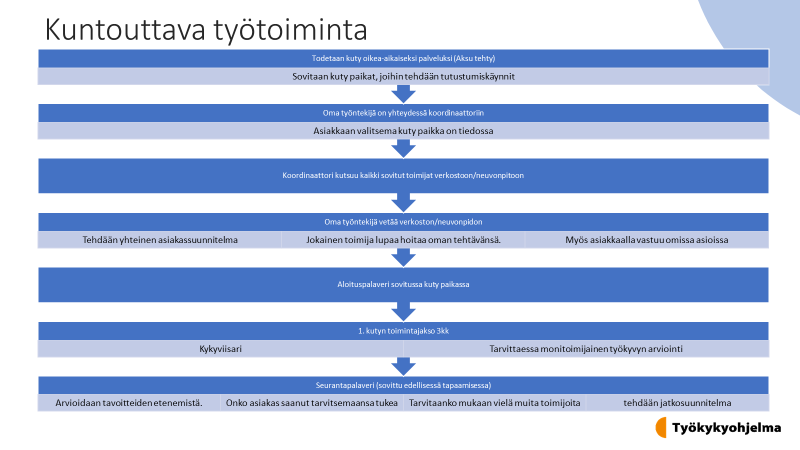 Kuntouttava työtoiminta
Todetaan kuty oikea-aikaiseksi palveluksi (Aksu tehty)
Sovitaan kuty paikat, joihin tehdään tutustumiskäynnit
Oma työntekijä on yhteydessä koordinaattoriin
Asiakkaan valitsema kuty paikka on tiedossa
Koordinaattori kutsuu kaikki sovitut toimijat verkostoon/neuvonpitoon
Oma työntekijä vetää verkoston/neuvonpidon
Tehdään yhteinen asiakassuunnitelma
Jokainen toimija lupaa hoitaa oman tehtävänsä.
Myös asiakkaalla vastuu omissa asioissa
Aloituspalaveri sovitussa kuty paikassa
1. kutyn toimintajakso 3kk
Kykyviisari
Tarvittaessa monitoimijainen työkyvyn arviointi
Seurantapalaveri (sovittu edellisessä tapaamisessa)
Arvioidaan tavoitteiden etenemistä.
Onko asiakas saanut tarvitsemaansa tukea
Tarvitaanko mukaan vielä muita toimijoita
tehdään jatkosuunnitelma
Työkykyohjelma